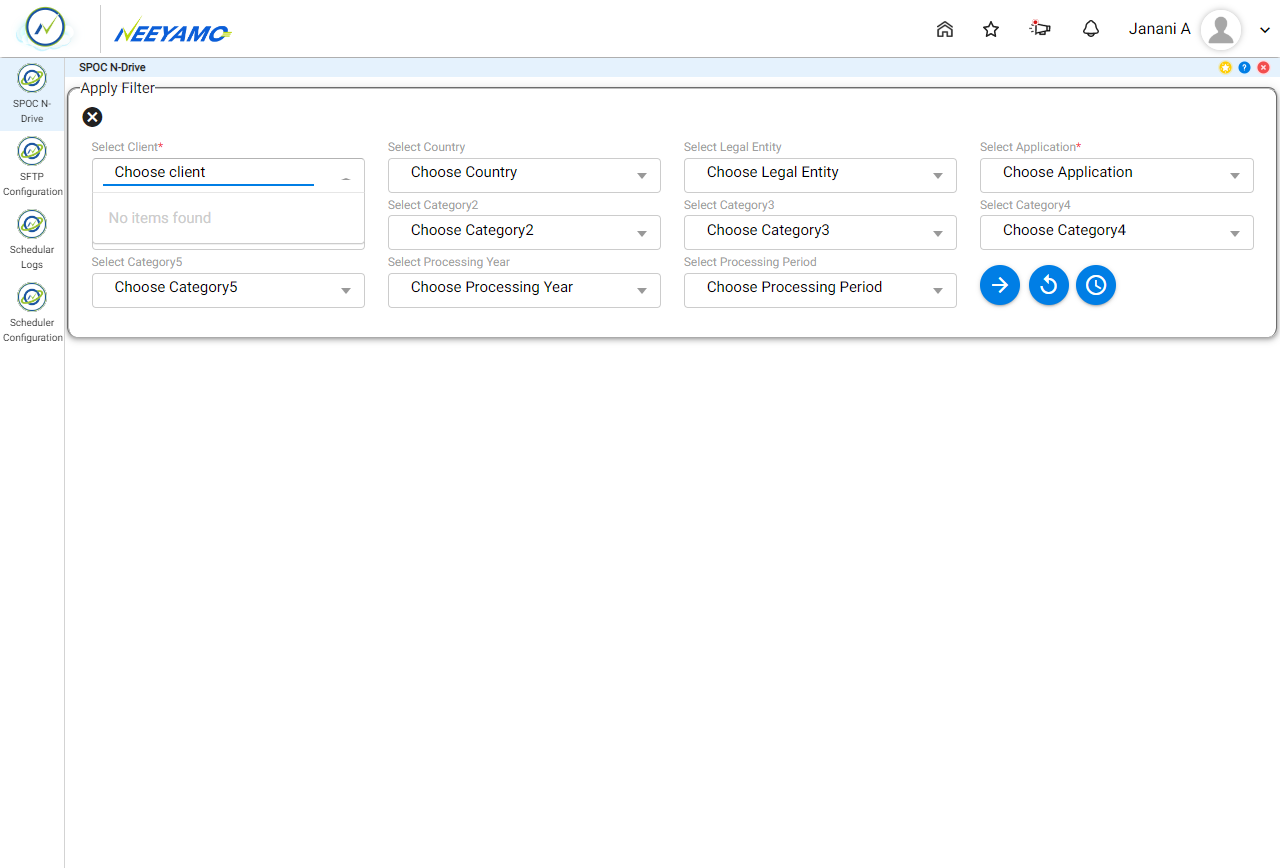 NEEYAMO
Janani A
SPOC N-Drive
SPOC N-
Drive
SFTP
Configuration
Schedular
Logs
Scheduler
Configuration
Apply Filter
Select Client*
Choose client
No items found
Select Country
Choose Country
Select Legal Entity
Choose Legal Entity
Select Application*
Choose Application
Select Category2
Choose Category2
Select Category3
Choose Category3
Select Category4
Choose Category4
Select Category5
Choose Category5
Select Processing Year
Choose Processing Year
Select Processing Period
Choose Processing Period